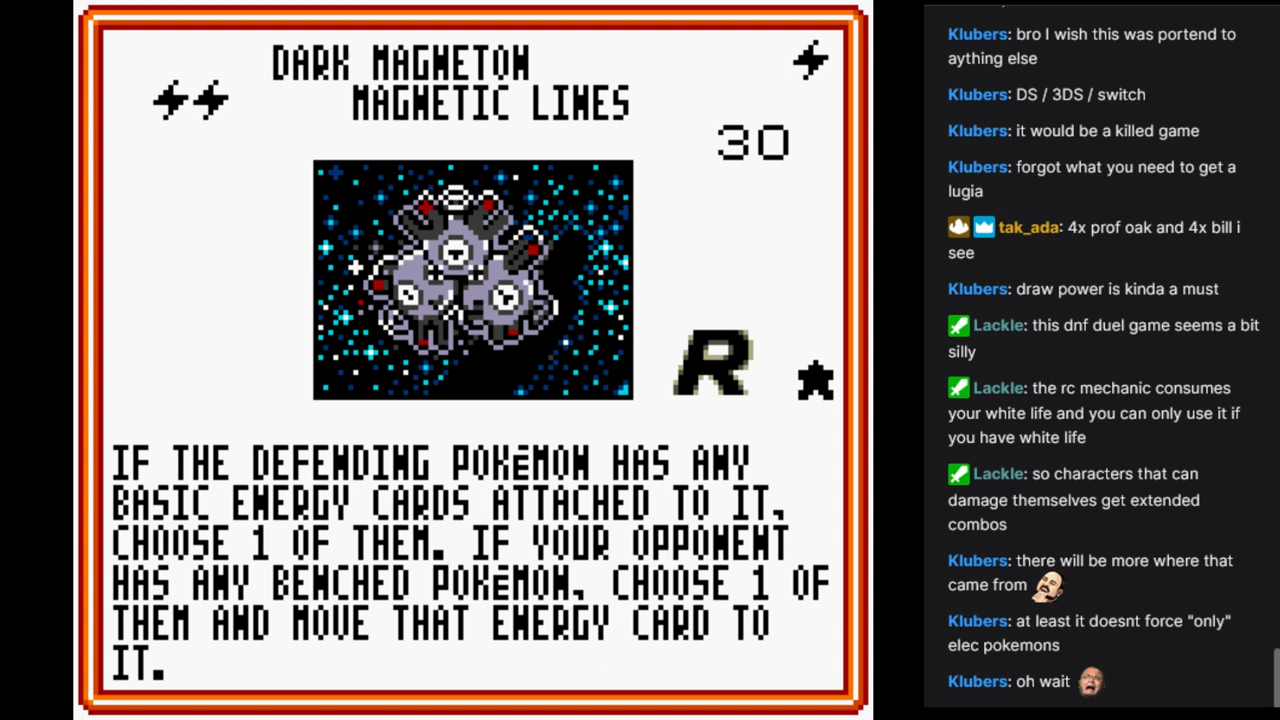 DARK MAGNETON
MAGNETIC LINES
30
R
IF THE DEFENDING POKéMON HAS ANY
BASIC ENERGY CARDS ATTACHED TO IT,
CHOOSE 1 OF THEM. IF YOUR OPPONENT
HAS ANY BENCHED POKéMON, CHOOSE 1 OF
THEM AND MOVE THAT ENERGY CARD TO
IT.
Klubers: bro I wish this was portend to
aything else
Klubers: DS / 3DS / switch
Klubers: it would be a killed game
Klubers: forgot what you need to get a
lugia
tak_ada: 4x prof oak and 4x bill i
see
Klubers: draw power is kinda a must
Lackle: this dnf duel game seems a bit
silly
Lackle: the rc mechanic consumes
your white life and you can only use it if
you have white life
Lackle: so characters that can
damage themselves get extended
combos
Klubers: there will be more where that
came from
Klubers: at least it doesnt force "only"
elec pokemons
Klubers: oh wait